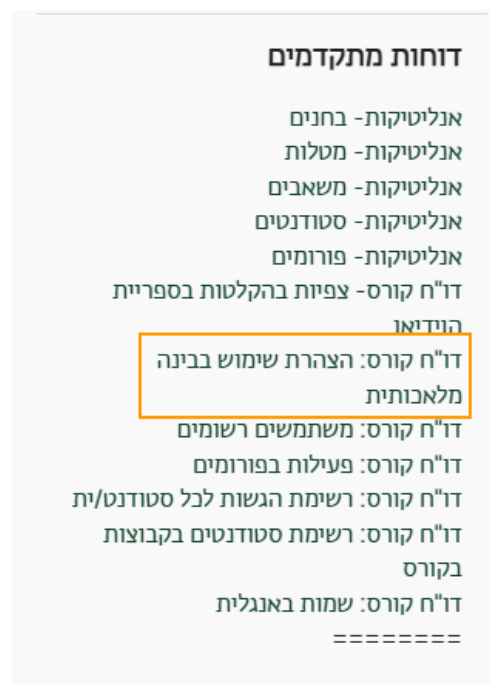 דוחות מתקדמים
אנליטיקות- בחנים
אנליטיקות- מטלות
אנליטיקות- משאבים
אנליטיקות- סטודנטים
אנליטיקות- פורומים
דו"ח קורס- צפיות בהקלטות בספריית
הוידיאו
דו"ח קורס: הצהרת שימוש בבינה
מלאכותית
דו"ח קורס: משתמשים רשומים
דו"ח קורס: פעילות בפורומים
דו"ח קורס: רשימת הגשות לכל סטודנט/ית
דו"ח קורס: רשימת סטודנטים בקבוצות
בקורס
דו"ח קורס: שמות באנגלית
========